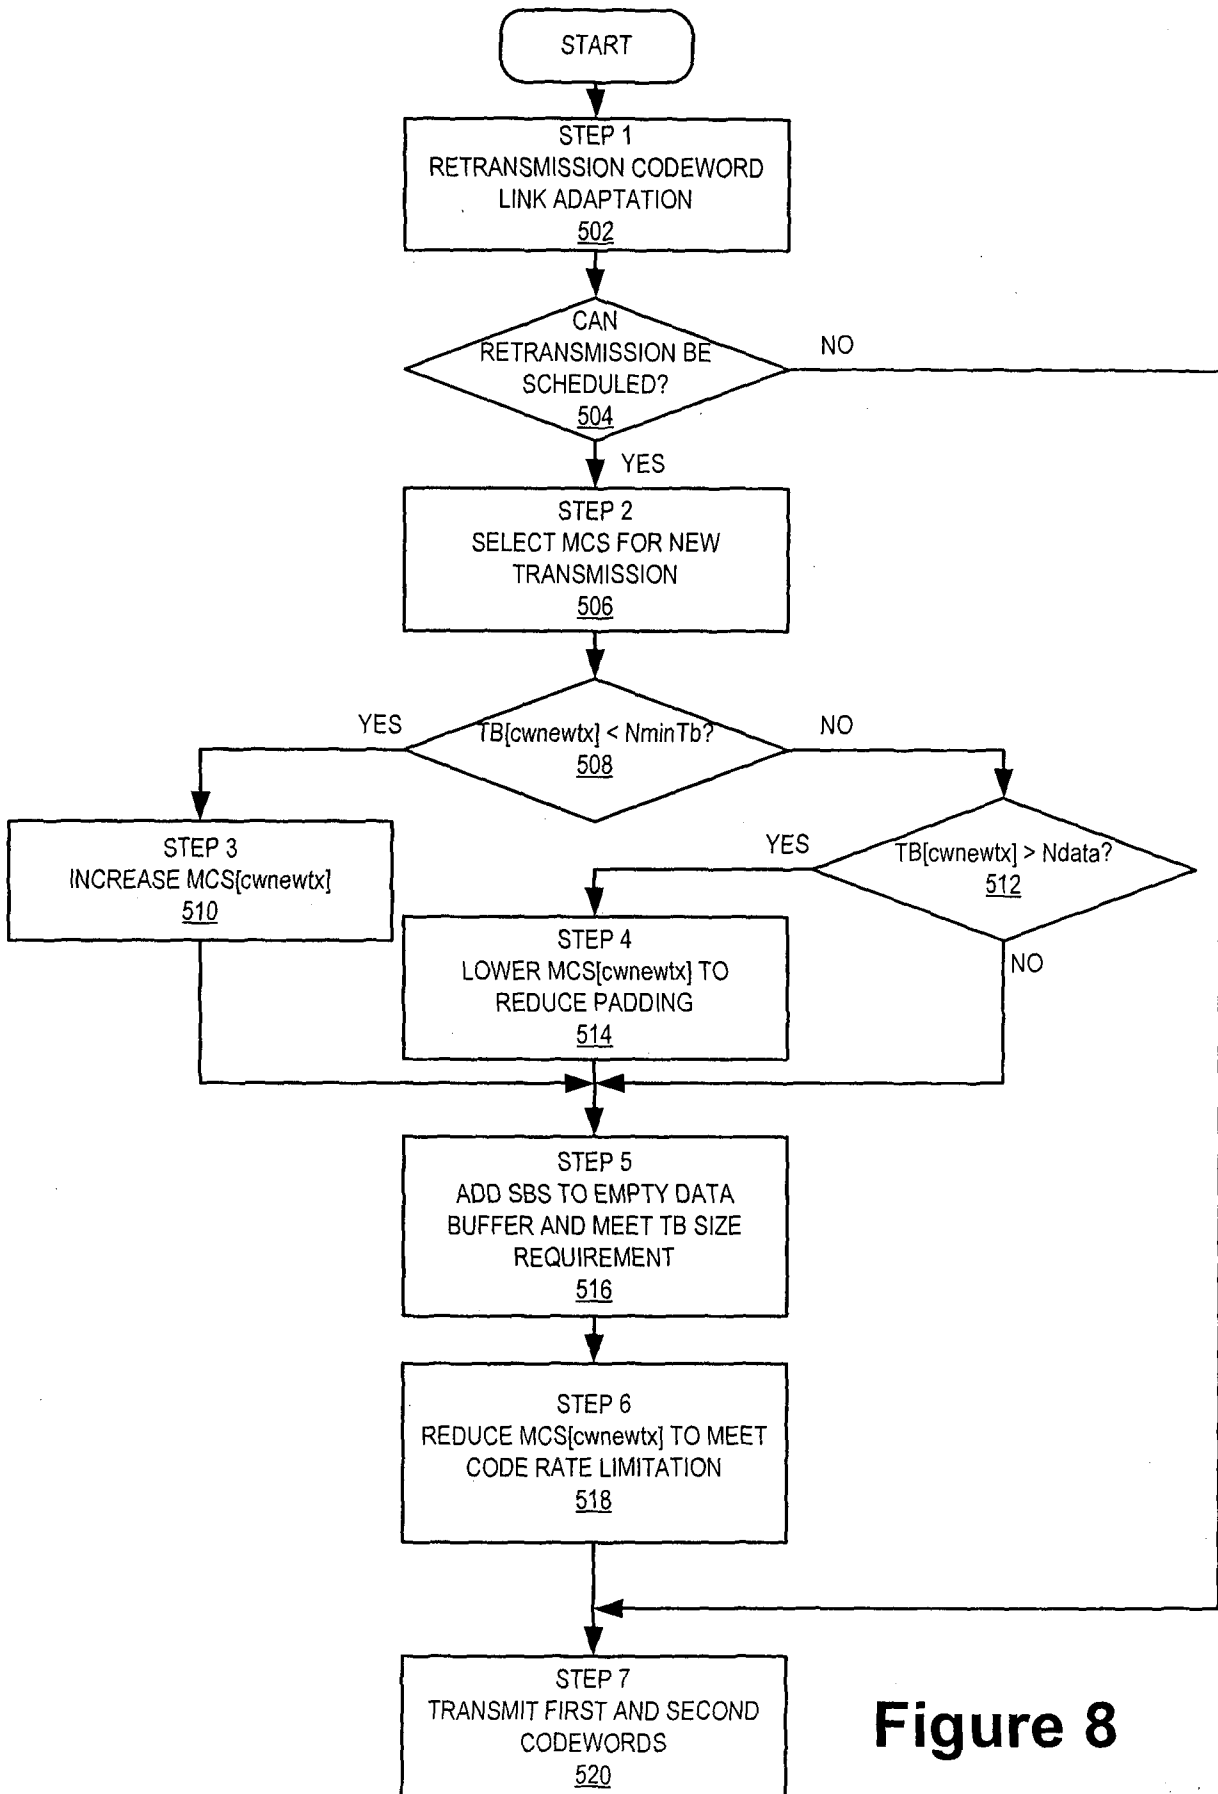 START
STEP 1
RETRANSMISSION CODEWORD
LINK ADAPTATION
502
CAN
RETRANSMISSION BE
SCHEDULED?
504
NO
YES
STEP 2
SELECT MCS FOR NEW
TRANSMISSION
506
YES
TB[cwnewtx] < NminTb?
508
NO
STEP 3
INCREASE MCS[cwnewtx]
510
YES
TB[cwnewtx] > Ndata?
512
NO
STEP 4
LOWER MCS[cwnewtx] TO
REDUCE PADDING
514
STEP 5
ADD SBS TO EMPTY DATA
BUFFER AND MEET TB SIZE
REQUIREMENT
516
STEP 6
REDUCE MCS[cwnewtx] TO MEET
CODE RATE LIMITATION
518
STEP 7
TRANSMIT FIRST AND SECOND
CODEWORDS
520
Figure 8